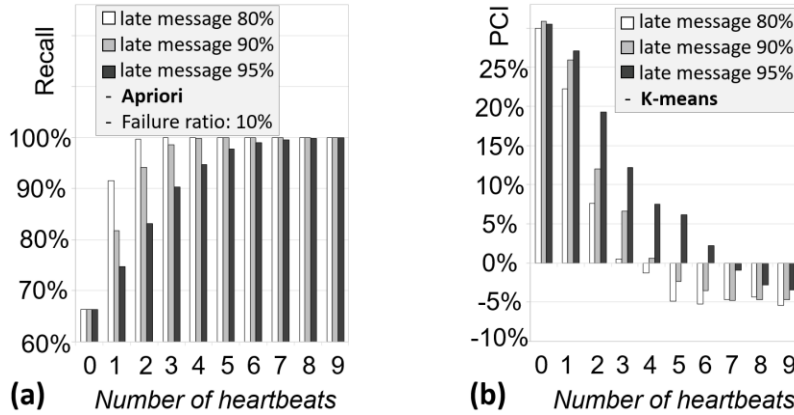 Recall
late message 80%
late message 90%
late message 95%
- Apriori
- Failure ratio: 10%
100%
90%
80%
70%
60%
0 1 2 3 4 5 6 7 8 9
(a) Number of heartbeats
PCI
late message 80%
late message 90%
late message 95%
- K-means
25%
20%
15%
10%
5%
0%
-5%
-10%
0 1 2 3 4 5 6 7 8 9
(b) Number of heartbeats